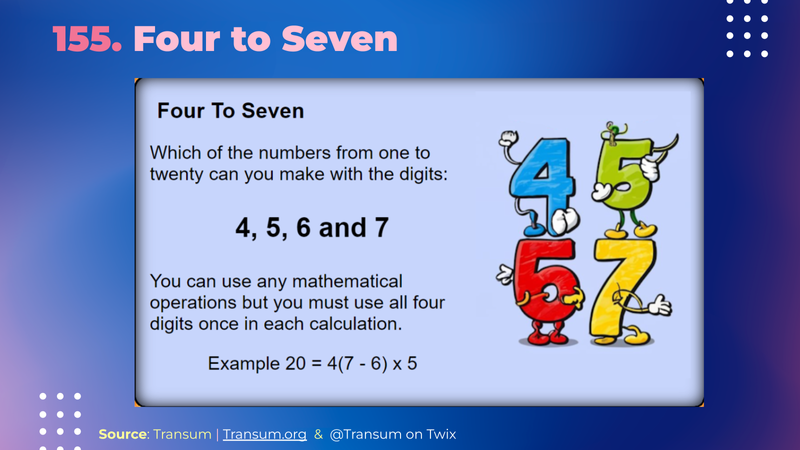 155. Four to Seven
Four To Seven
Which of the numbers from one to
twenty can you make with the digits:
4, 5, 6 and 7
You can use any mathematical
operations but you must use all four
digits once in each calculation.
Example 20 = 4(7 - 6) x 5
4 5
6 7
Source: Transum | Transum.org & @Transum on Twix